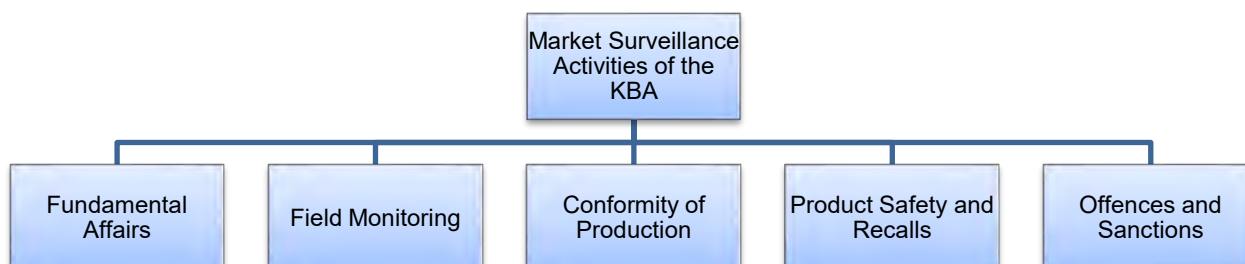 Market Surveillance
Activities of the
KBA
Fundamental
Affairs
Field Monitoring
Conformity of
Production
Product Safety and
Recalls
Offences and
Sanctions